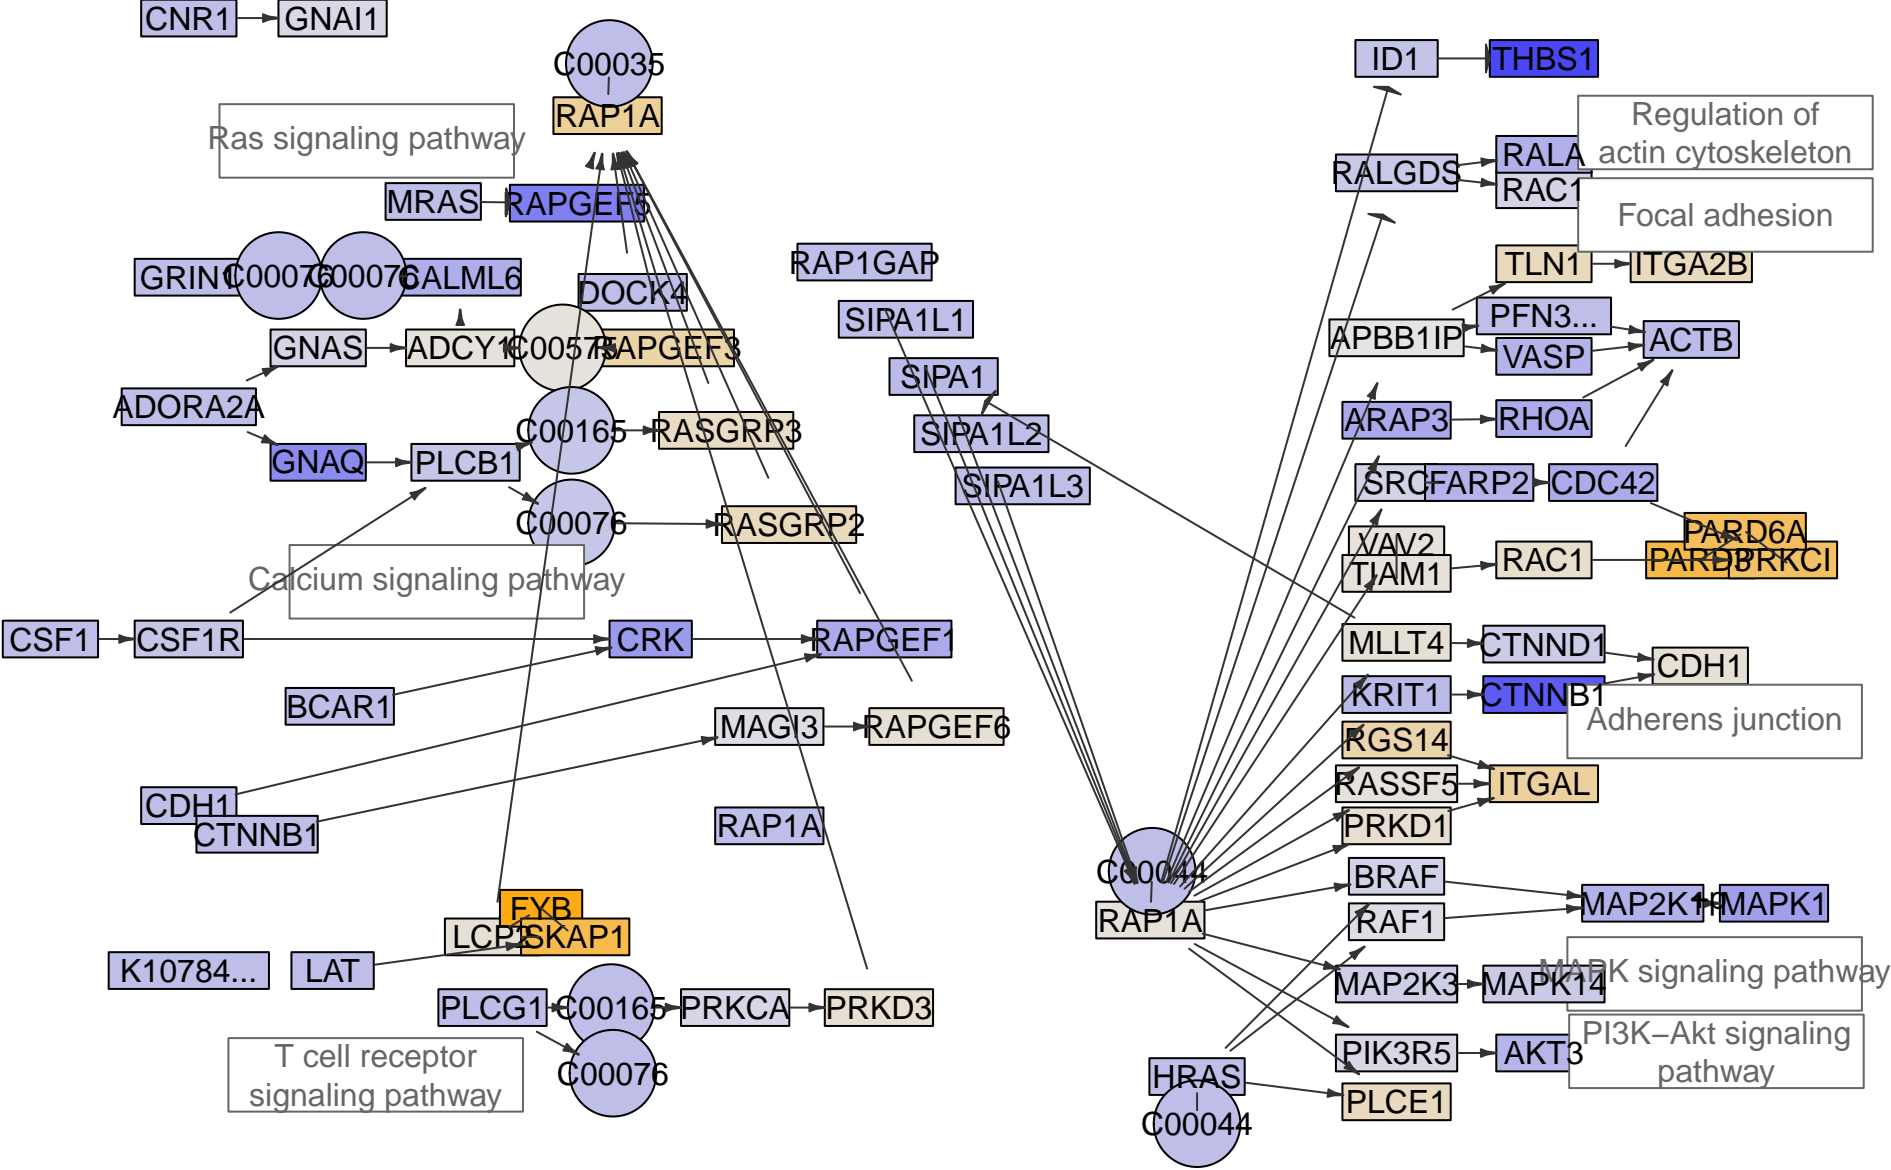 CNR1
GNAI1
C00035
RAP1A
Ras signaling pathway
MRAS
RAPGEF5
GRIN1
C00076
C00076
CALML6
DOCK4
GNAS
ADCY1
C00575
RAPGEF3
ADORA2A
GNAQ
PLCB1
C00165
RASGRP3
C00076
RASGRP2
Calcium signaling pathway
CSF1
CSF1R
CRK
RAPGEF1
BCAR1
MAGI3
RAPGEF6
CDH1
CTNNB1
RAP1A
FYB
LCP2
SKAP1
K10784...
LAT
PLCG1
C00165
PRKCA
PRKD3
C00076
T cell receptor
signaling pathway
RAP1GAP
SIPA1L1
SIPA1
SIPA1L2
SIPA1L3
C00044
RAP1A
HRAS
C00044
ID1
THBS1
Regulation of
actin cytoskeleton
RALGDS
RALA
RAC1
Focal adhesion
TLN1
ITGA2B
APBB1IP
PFN3...
VASP
ACTB
ARAP3
RHOA
SRC
FARP2
CDC42
VAV2
TIAM1
RAC1
PARD6A
PARD3
PRKCI
MLLT4
CTNND1
CDH1
KRIT1
CTNNB1
Adherens junction
RGS14
RASSF5
ITGAL
PRKD1
BRAF
RAF1
MAP2K1
+p
MAPK1
MAP2K3
MAPK14
MAPK signaling pathway
PIK3R5
AKT3
PI3K−Akt signaling
pathway
PLCE1